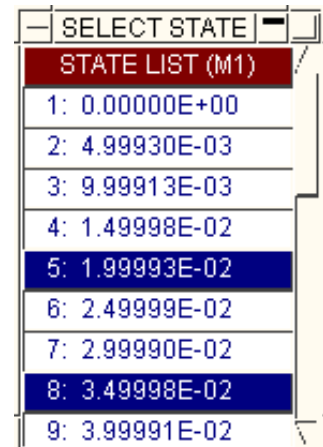 SELECT STATE
STATE LIST (M1)
1: 0.00000E+00
2: 4.99930E-03
3: 9.99913E-03
4: 1.49998E-02
5: 1.99993E-02
6: 2.49999E-02
7: 2.99990E-02
8: 3.49998E-02
9: 3.99991E-02